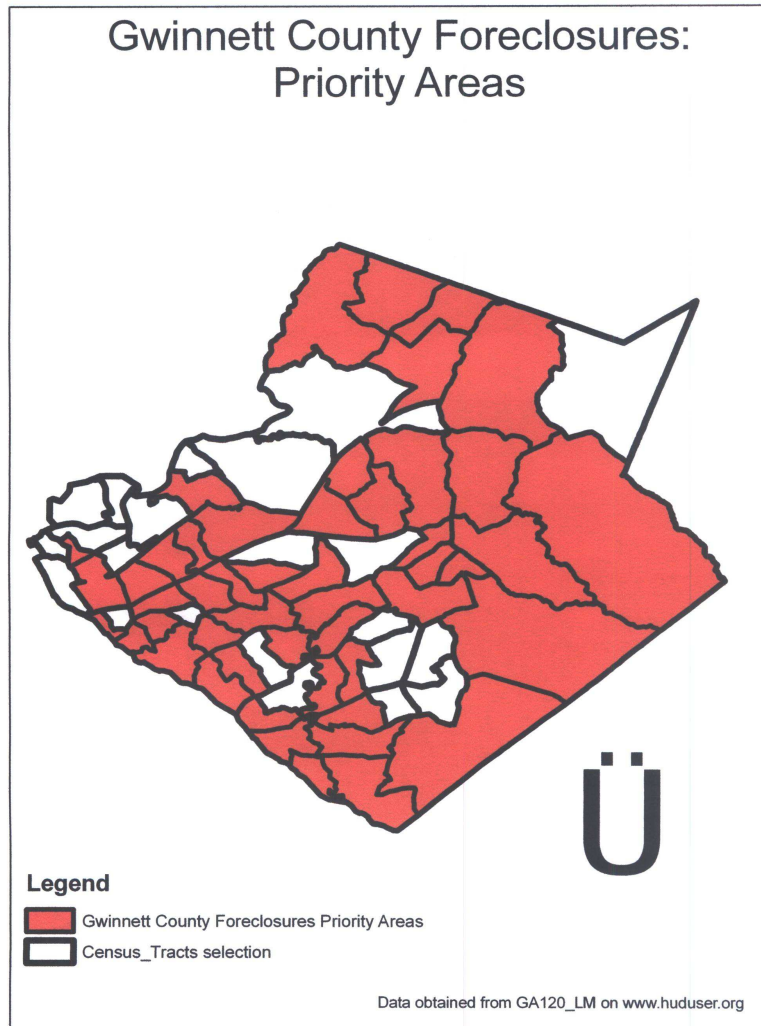 Gwinnett County Foreclosures:
Priority Areas
Ü
Legend
Gwinnett County Foreclosures Priority Areas
Census_Tracts selection
Data obtained from GA120_LM on www.huduser.org